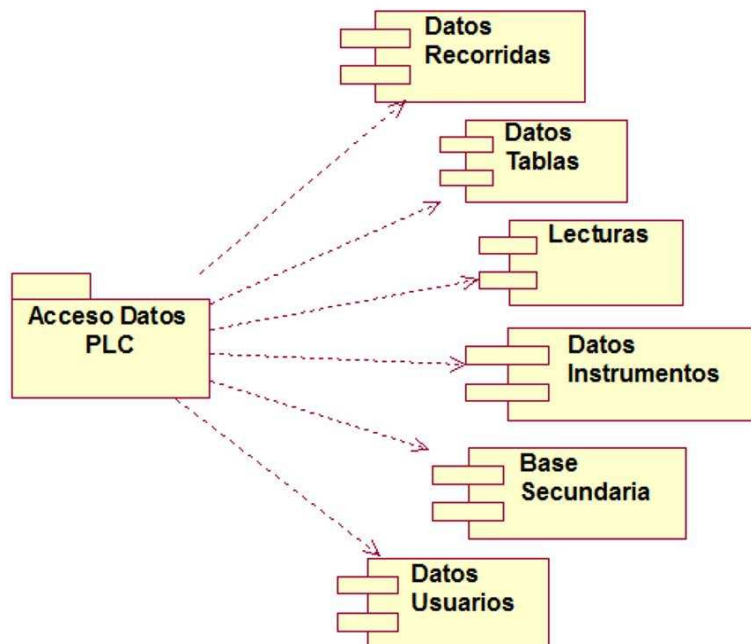 Datos
Recorridas
Datos
Tablas
Lecturas
Acceso Datos
PLC
Datos
Instrumentos
Base
Secundaria
Datos
Usuarios